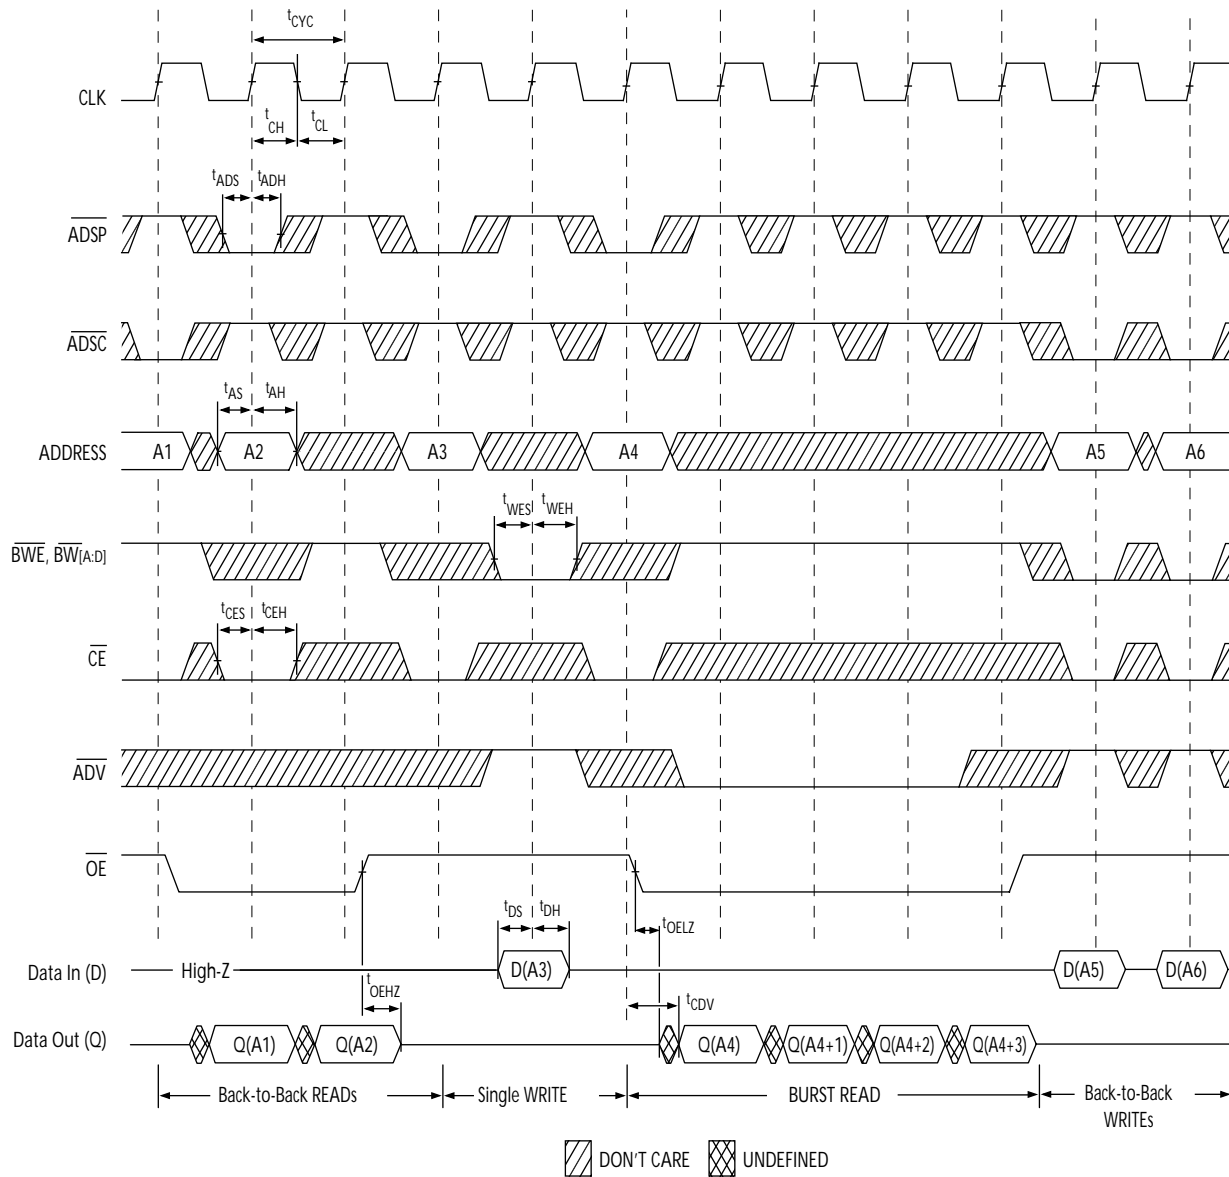 tCYC
CLK
tCH
tCL
tADS
tADH
ADSP
ADSC
tAS
tAH
ADDRESS
A1
A2
A3
A4
A5
A6
tWES
tWEH
BWE, BW[A:D]
tCES
tCEH
CE
ADV
OE
tDS
tDH
tOELZ
Data In (D)
High-Z
D(A3)
D(A5)
D(A6)
tOEHZ
tCDV
Data Out (Q)
Q(A1)
Q(A2)
Q(A4)
Q(A4+1)
Q(A4+2)
Q(A4+3)
Back-to-Back READs
Single WRITE
BURST READ
Back-to-Back
WRITEs
DON'T CARE
UNDEFINED